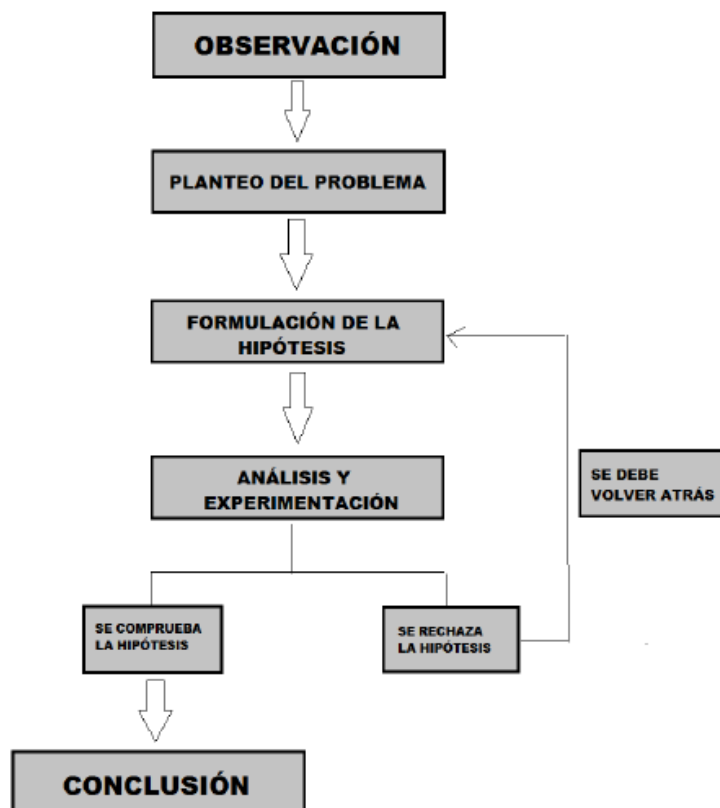 OBSERVACIÓN
PLANTEO DEL PROBLEMA
FORMULACIÓN DE LA
HIPÓTESIS
ANÁLISIS Y
EXPERIMENTACIÓN
SE DEBE
VOLVER ATRÁS
SE COMPRUEBA
LA HIPÓTESIS
SE RECHAZA
LA HIPÓTESIS
CONCLUSIÓN